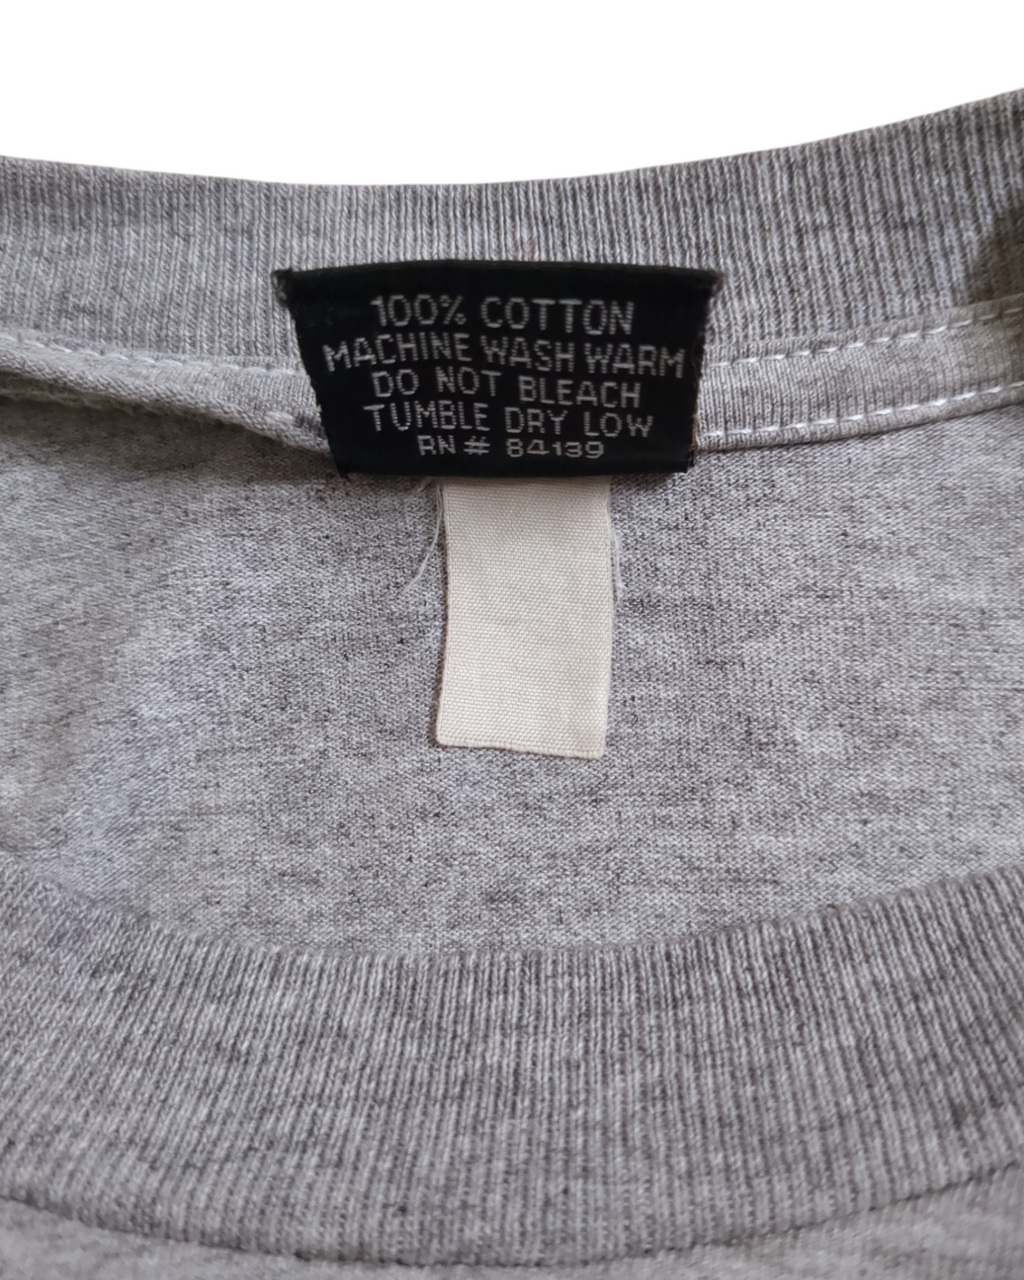 100% COTTON
MACHINE WASH WARM
DO NOT BLEACH
TUMBLE DRY LOW
RN# 84139